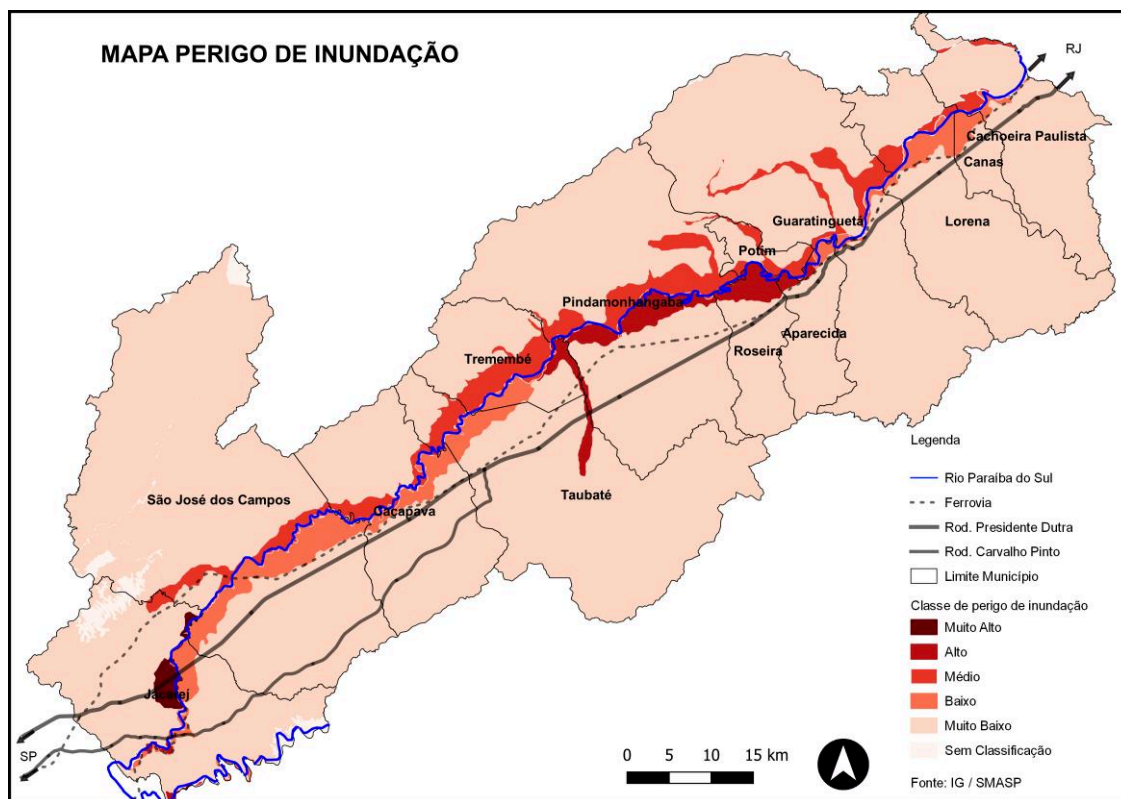 MAPA PERIGO DE INUNDAÇÃO
RJ
Cachoeira Paulista
Canas
Lorena
Guaratinguetá
Potim
Pindamonhangaba
Aparecida
Roseira
Tremembé
Taubaté
São José dos Campos
Caçapava
Jacareí
SP
0 5 10 15 km
Legenda
Rio Paraíba do Sul
Ferrovia
Rod. Presidente Dutra
Rod. Carvalho Pinto
Limite Município
Classe de perigo de inundação
Muito Alto
Alto
Médio
Baixo
Muito Baixo
Sem Classificação
Fonte: IG / SMASP